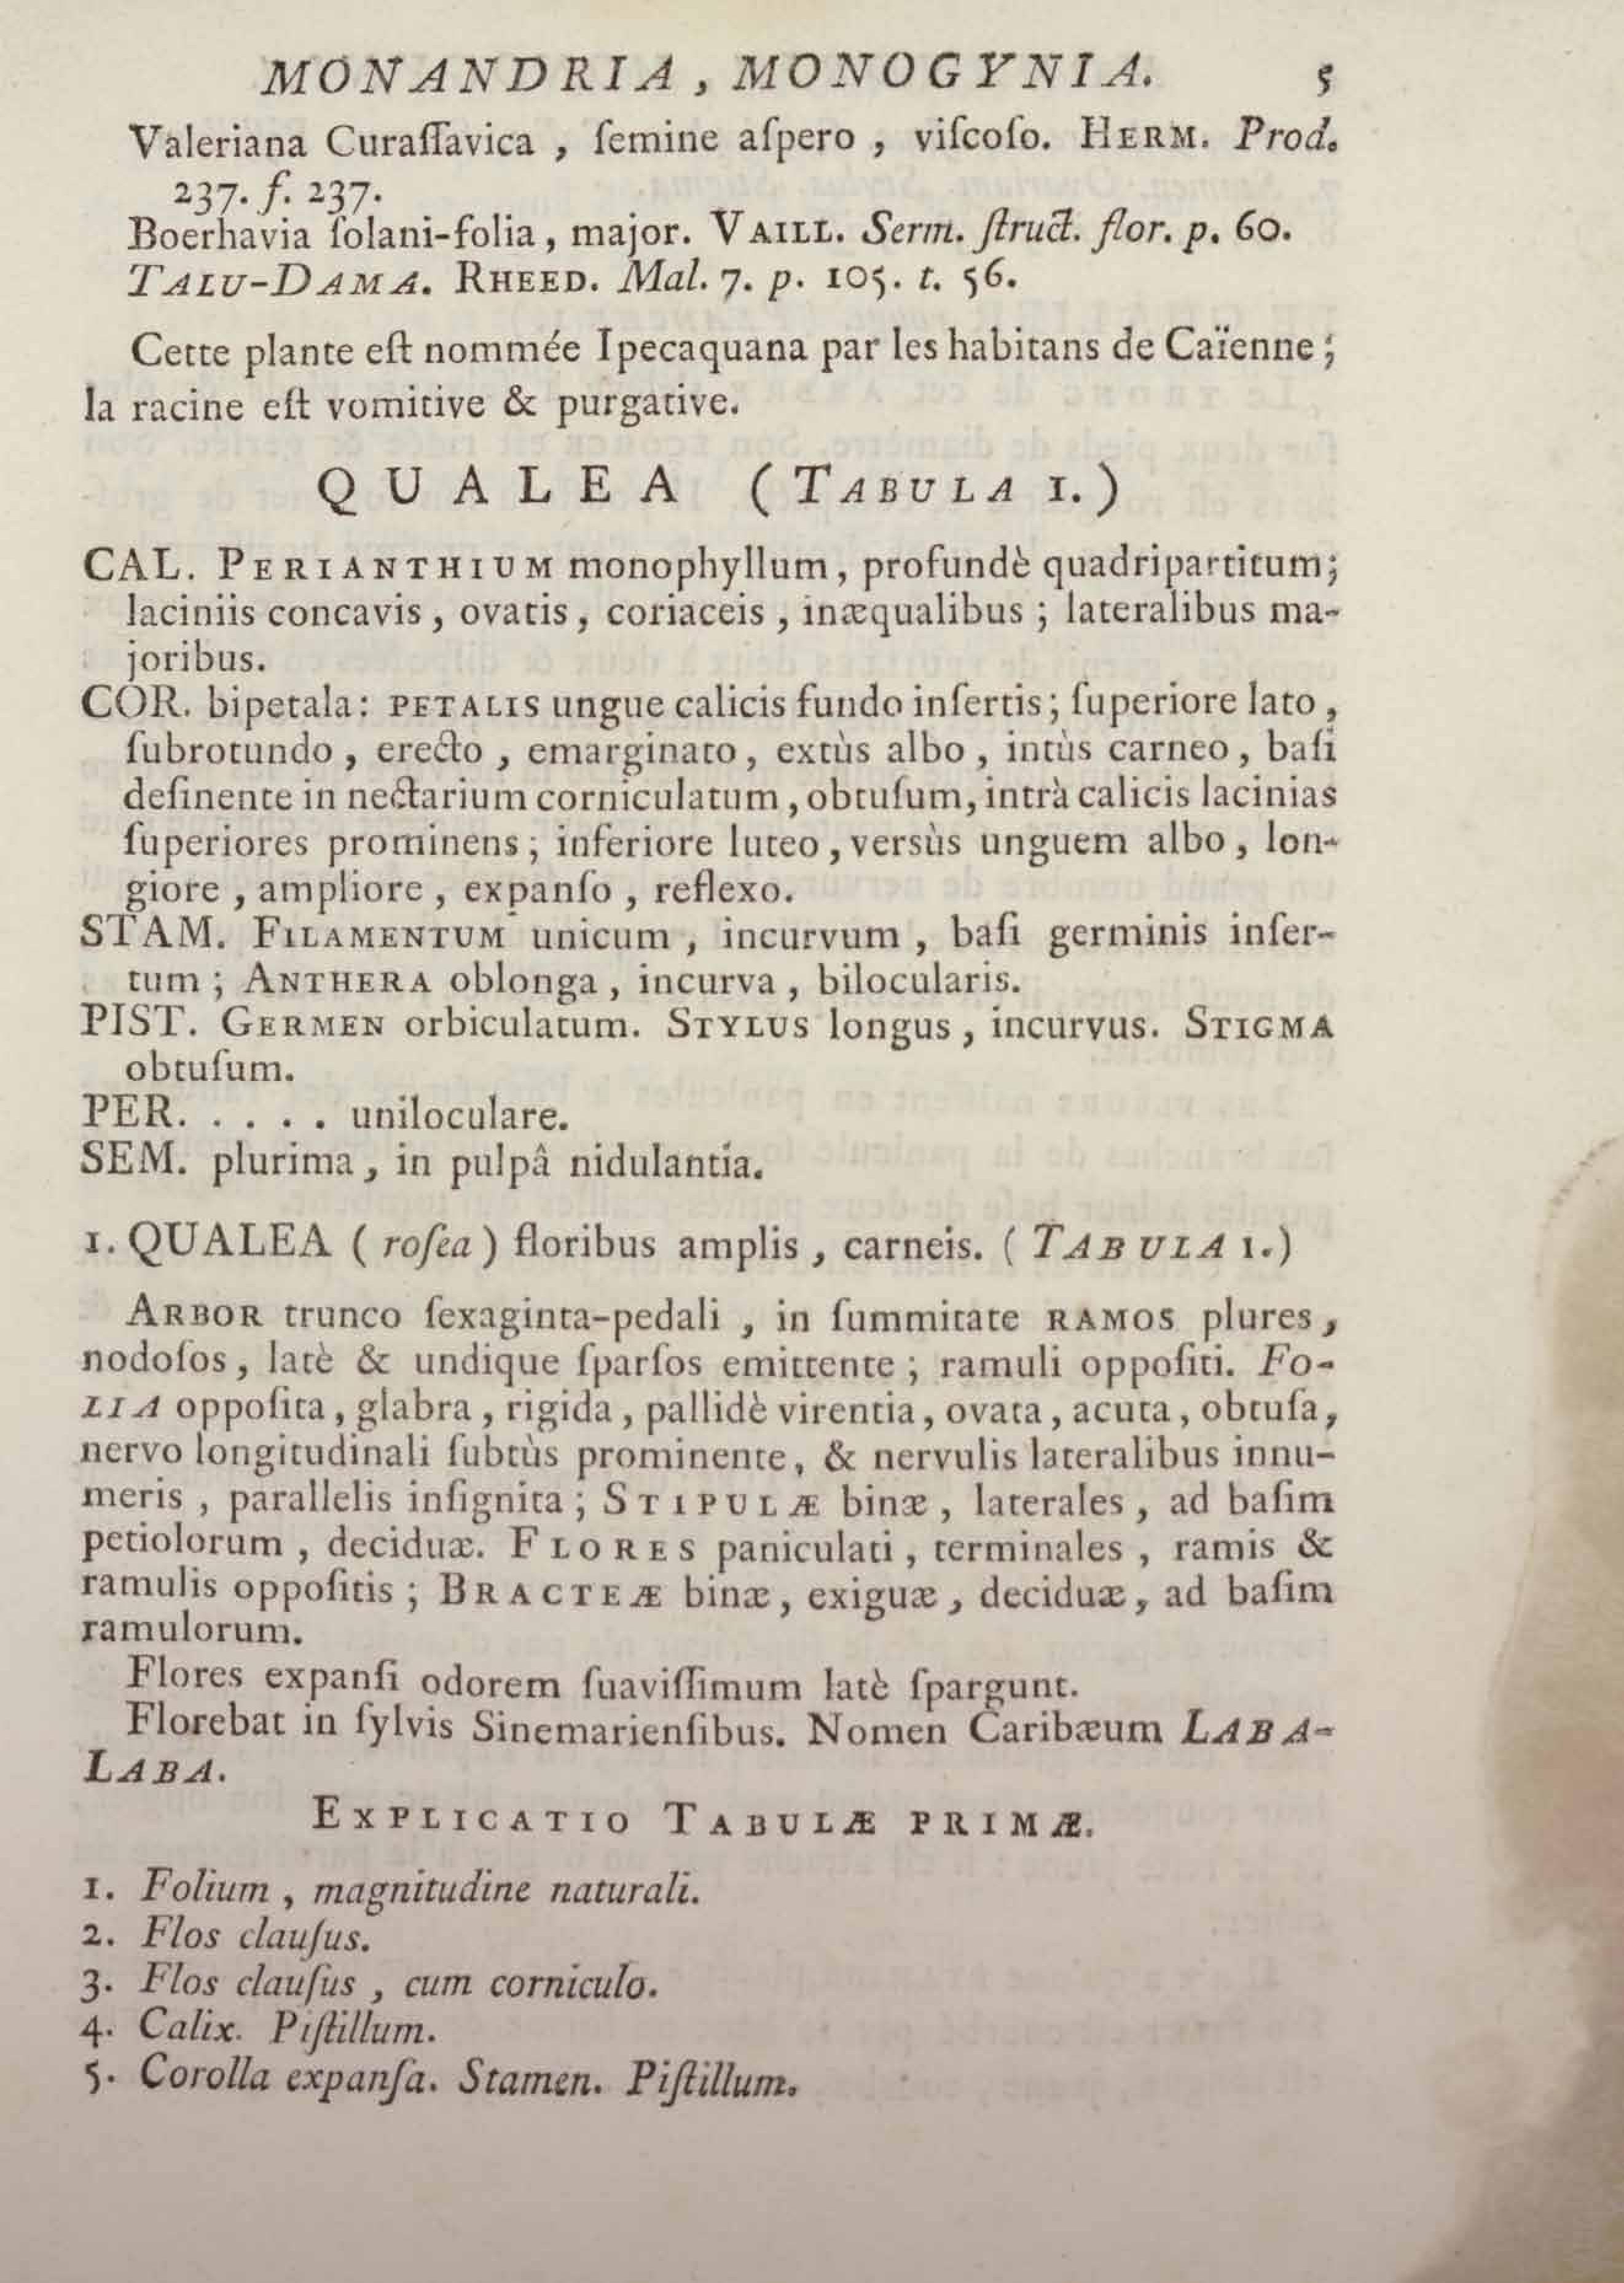 MONANDRIA, MONOGYNIA. 5
Valeriana Curaſſavica, ſemine aſpero, viſcoſo. HERM. Prod.
237. f. 237.
Boerhavia ſolani-folia, major. VAILL. Serm. ſtruct. flor. p. 60.
TALU-DAMA. RHEED. Mal. 7. p. 105. t. 56.
Cette plante eſt nommée Ipecaquana par les habitans de Caïenne;
la racine eſt vomitive & purgative.
QUALEA (TABULA 1.)
CAL. PERIANTHIUM monophyllum, profundè quadripartitum;
laciniis concavis, ovatis, coriaceis, inæqualibus; lateralibus ma-
joribus.
COR. bipetala: PETALIS ungue calicis fundo inſertis; ſuperiore lato,
ſubrotundo, erecto, emarginato, extùs albo, intùs carneo, baſi
deſinente in nectarium corniculatum, obtuſum, intrà calicis lacinias
ſuperiores prominens; inferiore luteo, versùs unguem albo, lon-
giore, ampliore, expanſo, reflexo.
STAM. FILAMENTUM unicum, incurvum, baſi germinis inſer-
tum; ANTHERA oblonga, incurva, bilocularis.
PIST. GERMEN orbiculatum. STYLUS longus, incurvus. STIGMA
obtuſum.
PER. . . . . uniloculare.
SEM. plurima, in pulpâ nidulantia.
1. QUALEA (roſea) floribus amplis, carneis. (TABULA 1.)
ARBOR trunco ſexaginta-pedali, in ſummitate RAMOS plures,
nodoſos, latè & undique ſparſos emittente; ramuli oppoſiti. FO-
LIA oppoſita, glabra, rigida, pallidè virentia, ovata, acuta, obtuſa,
nervo longitudinali ſubtùs prominente, & nervulis lateralibus innu-
meris, parallelis inſignita; STIPULÆ binæ, laterales, ad baſim
petiolorum, deciduæ. FLORES paniculati, terminales, ramis &
ramulis oppoſitis; BRACTEÆ binæ, exiguæ, deciduæ, ad baſim
ramulorum.
Flores expanſi odorem ſuaviſſimum latè ſpargunt.
Florebat in ſylvis Sinemarienſibus. Nomen Caribæum LABA-
LABA.
EXPLICATIO TABULÆ PRIMÆ.
1. Folium, magnitudine naturali.
2. Flos clauſus.
3. Flos clauſus, cum corniculo.
4. Calix. Piſtillum.
5. Corolla expanſa. Stamen. Piſtillum.